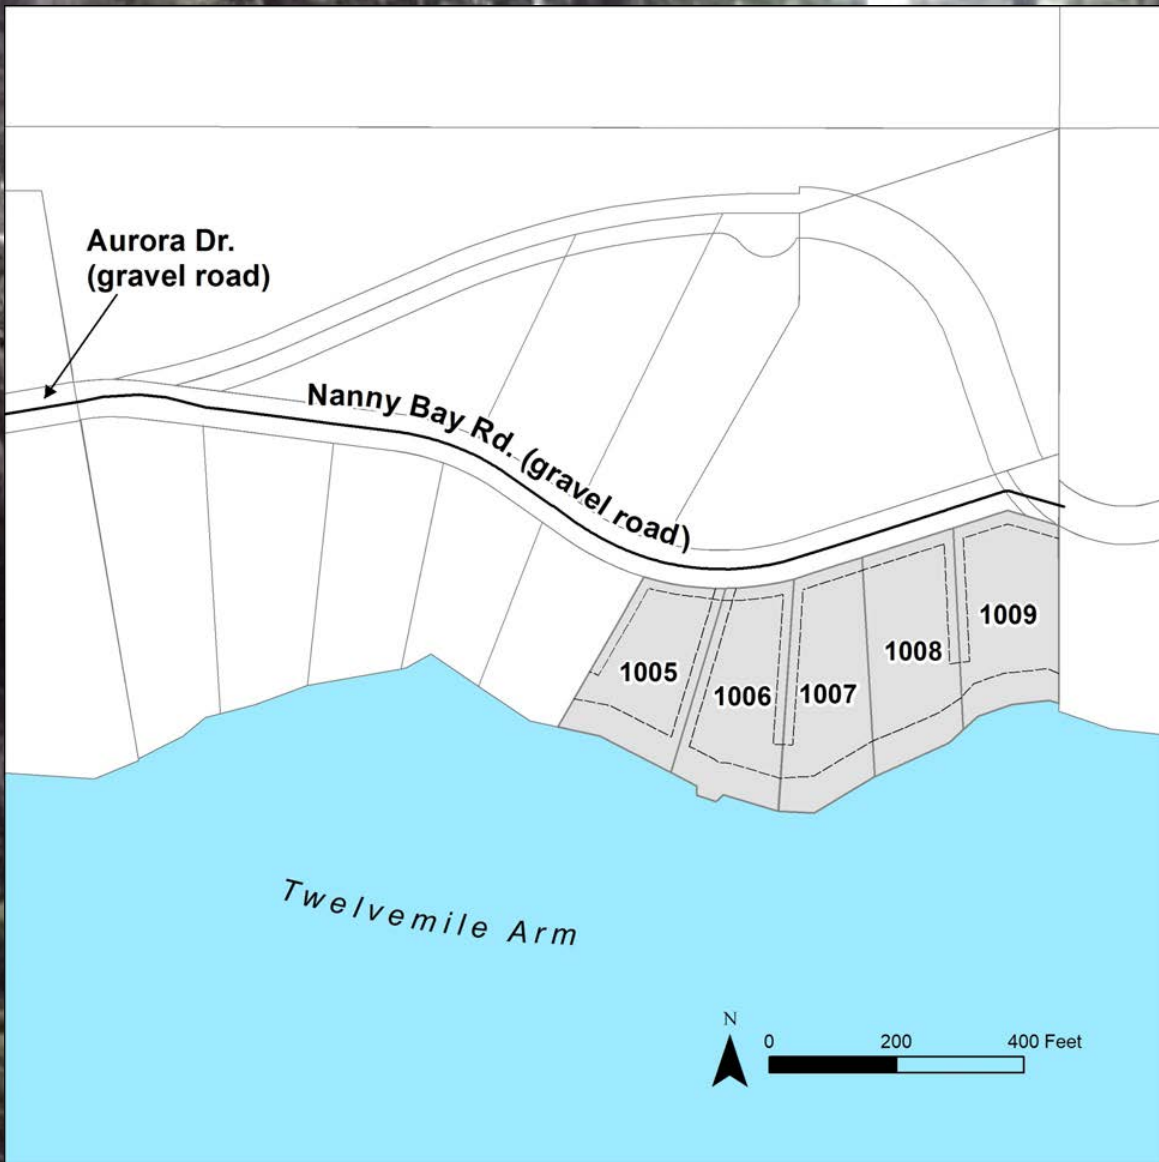 Aurora Dr.
(gravel road)
Nanny Bay Rd. (gravel road)
1009
1008
1005
1006
1007
Twelvemile Arm
N
0 200 400 Feet